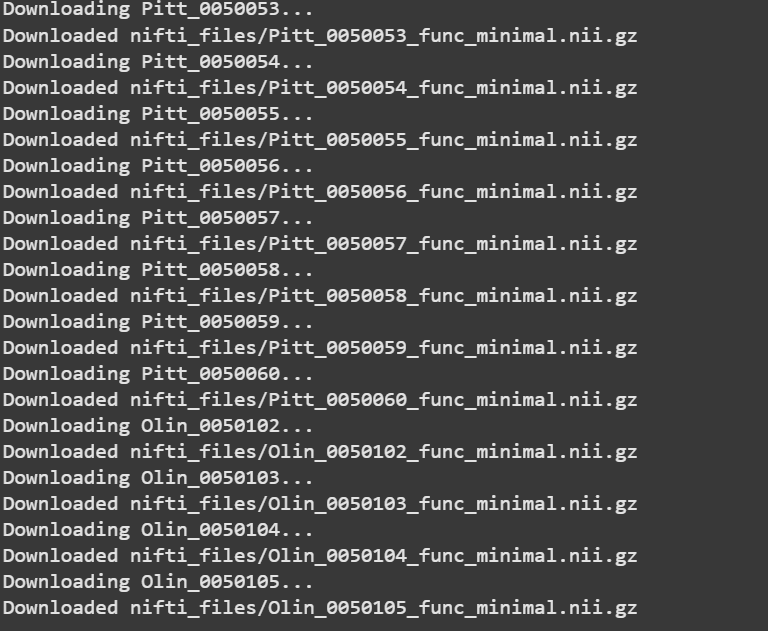 Downloading Pitt_0050053...
Downloaded nifti_files/Pitt_0050053_func_minimal.nii.gz
Downloading Pitt_0050054...
Downloaded nifti_files/Pitt_0050054_func_minimal.nii.gz
Downloading Pitt_0050055...
Downloaded nifti_files/Pitt_0050055_func_minimal.nii.gz
Downloading Pitt_0050056...
Downloaded nifti_files/Pitt_0050056_func_minimal.nii.gz
Downloading Pitt_0050057...
Downloaded nifti_files/Pitt_0050057_func_minimal.nii.gz
Downloading Pitt_0050058...
Downloaded nifti_files/Pitt_0050058_func_minimal.nii.gz
Downloading Pitt_0050059...
Downloaded nifti_files/Pitt_0050059_func_minimal.nii.gz
Downloading Pitt_0050060...
Downloaded nifti_files/Pitt_0050060_func_minimal.nii.gz
Downloading Olin_0050102...
Downloaded nifti_files/Olin_0050102_func_minimal.nii.gz
Downloading Olin_0050103...
Downloaded nifti_files/Olin_0050103_func_minimal.nii.gz
Downloading Olin_0050104...
Downloaded nifti_files/Olin_0050104_func_minimal.nii.gz
Downloading Olin_0050105...
Downloaded nifti_files/Olin_0050105_func_minimal.nii.gz